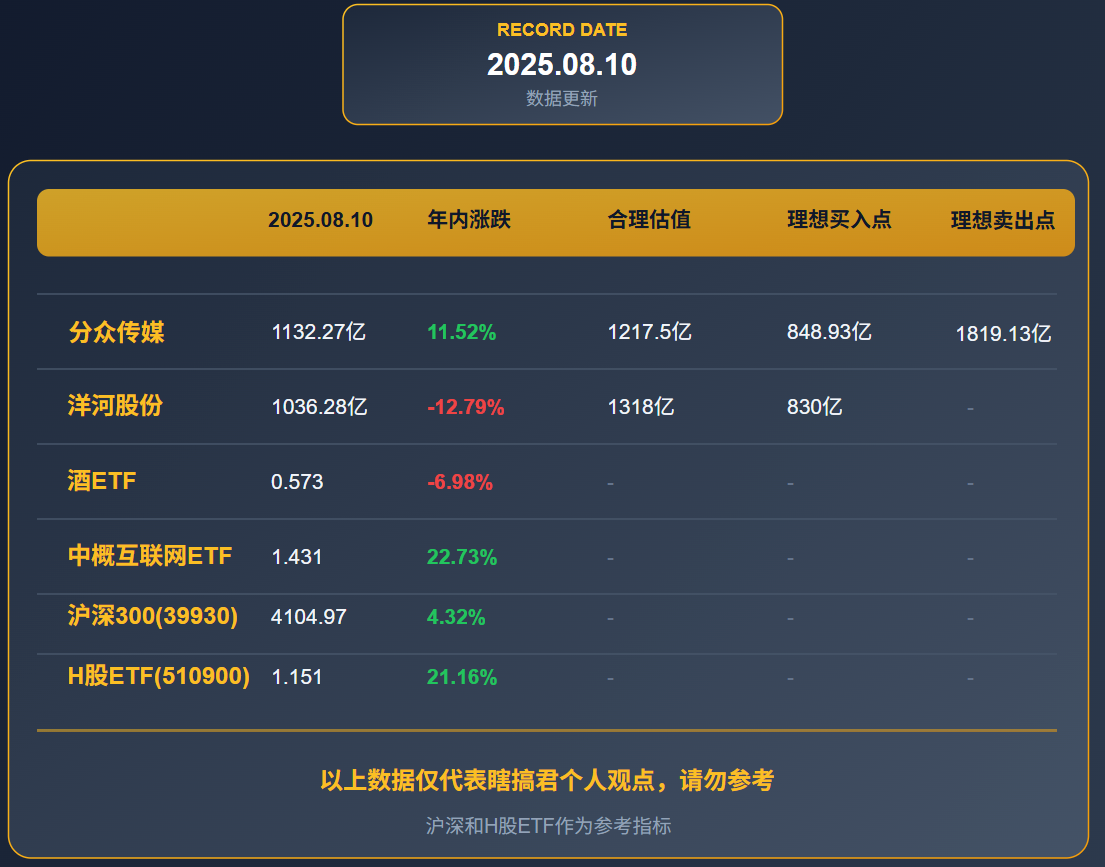 RECORD DATE
2025.08.10
数据更新
2025.08.10 年内涨跌 合理估值 理想买入点 理想卖出点
分众传媒 1132.27亿 11.52% 1217.5亿 848.93亿 1819.13亿
洋河股份 1036.28亿 -12.79% 1318亿 830亿 -
酒ETF 0.573 -6.98% - - -
中概互联网ETF 1.431 22.73% - - -
沪深300(39930) 4104.97 4.32% - - -
H股ETF(510900) 1.151 21.16% - - -
以上数据仅代表瞎搞君个人观点，请勿参考
沪深和H股ETF作为参考指标